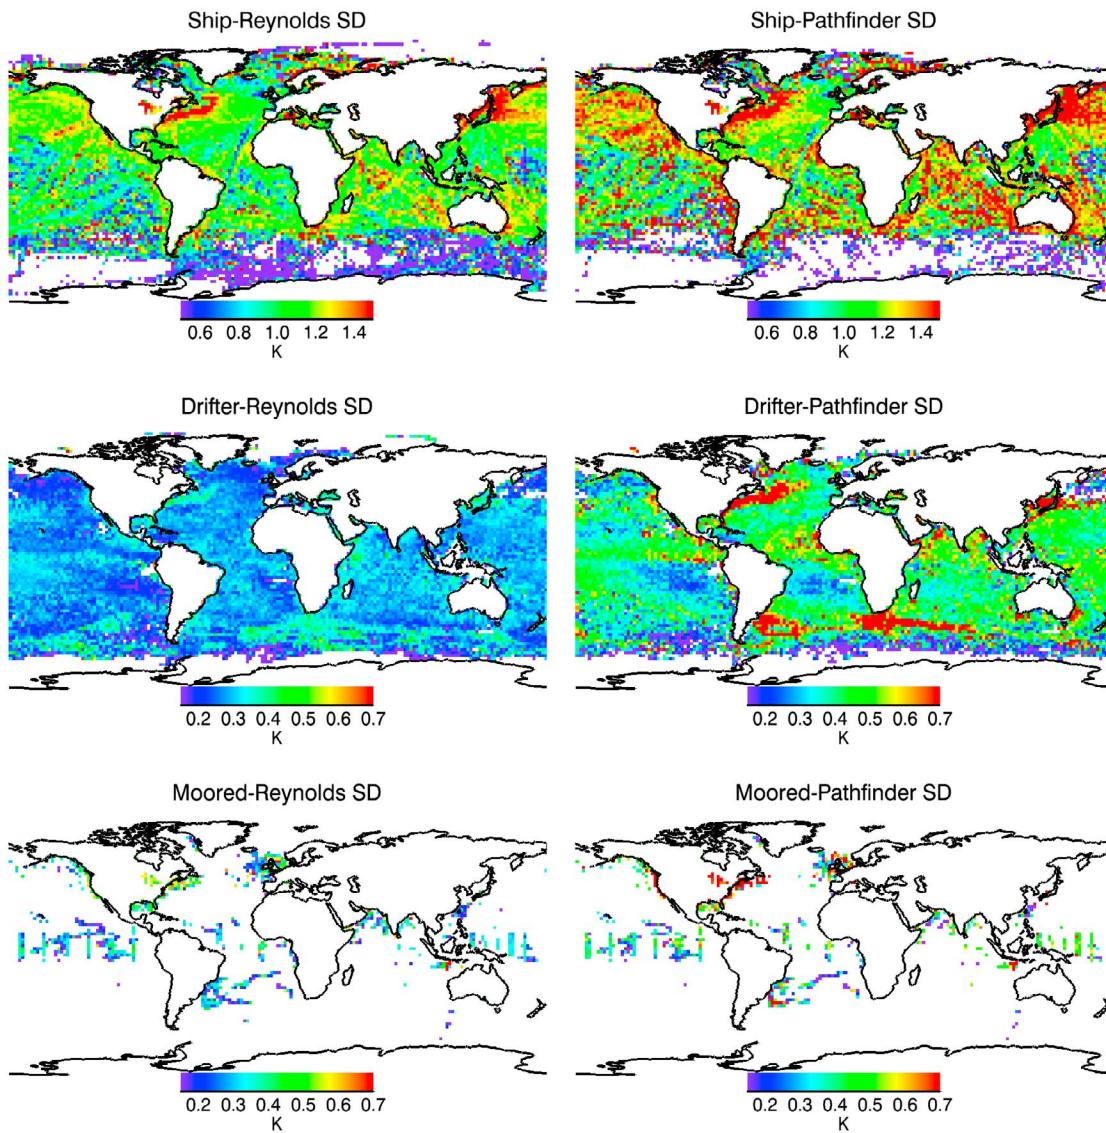 Ship-Reynolds SD
Ship-Pathfinder SD
0.6 0.8 1.0 1.2 1.4
K
0.6 0.8 1.0 1.2 1.4
K
Drifter-Reynolds SD
Drifter-Pathfinder SD
0.2 0.3 0.4 0.5 0.6 0.7
K
0.2 0.3 0.4 0.5 0.6 0.7
K
Moored-Reynolds SD
Moored-Pathfinder SD
0.2 0.3 0.4 0.5 0.6 0.7
K
0.2 0.3 0.4 0.5 0.6 0.7
K